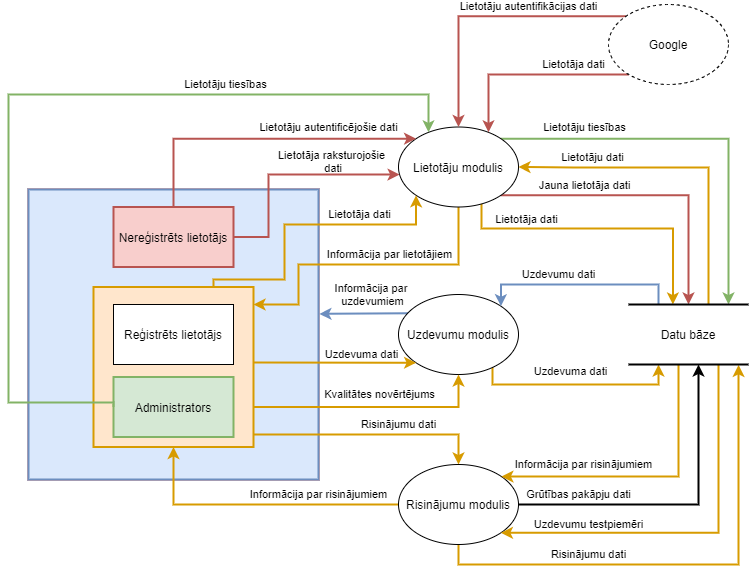 Lietotāju autentifikācijas dati
Google
Lietotāja dati
Lietotāju tiesības
Lietotāju autentificējošie dati
Lietotāju tiesības
Lietotāja raksturojošie
dati
Lietotāju modulis
Lietotāju dati
Jauna lietotāja dati
Lietotāja dati
Lietotāja dati
Nereģistrēts lietotājs
Informācija par lietotājiem
Uzdevumu dati
Informācija par
uzdevumiem
Reģistrēts lietotājs
Uzdevumu modulis
Datu bāze
Uzdevuma dati
Uzdevuma dati
Kvalitātes novērtējums
Administrators
Risinājumu dati
Informācija par risinājumiem
Informācija par risinājumiem
Grūtības pakāpju dati
Risinājumu modulis
Uzdevumu testpiemēri
Risinājumu dati